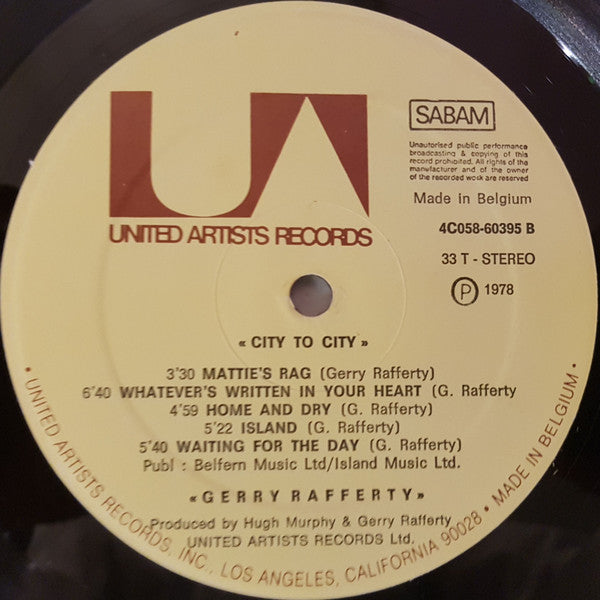 UA
UNITED ARTISTS RECORDS
SABAM
Unauthorised public performance
broadcasting & copying of this
record prohibited. All rights of the
manufacturer and of the owner
of the recorded work are reserved
Made in Belgium
4C058-60395 B
33 T - STEREO
Ⓟ 1978
« CITY TO CITY »
3'30 MATTIE'S RAG (Gerry Rafferty)
6'40 WHATEVER'S WRITTEN IN YOUR HEART (G. Rafferty
4'59 HOME AND DRY (G. Rafferty)
5'22 ISLAND (G. Rafferty)
5'40 WAITING FOR THE DAY (G. Rafferty)
Publ : Belfern Music Ltd/Island Music Ltd.
«GERRY RAFFERTY»
Produced by Hugh Murphy & Gerry Rafferty
UNITED ARTISTS RECORDS Ltd.
• UNITED ARTISTS RECORDS, INC., LOS ANGELES, CALIFORNIA 90028 • MADE IN BELGIUM •